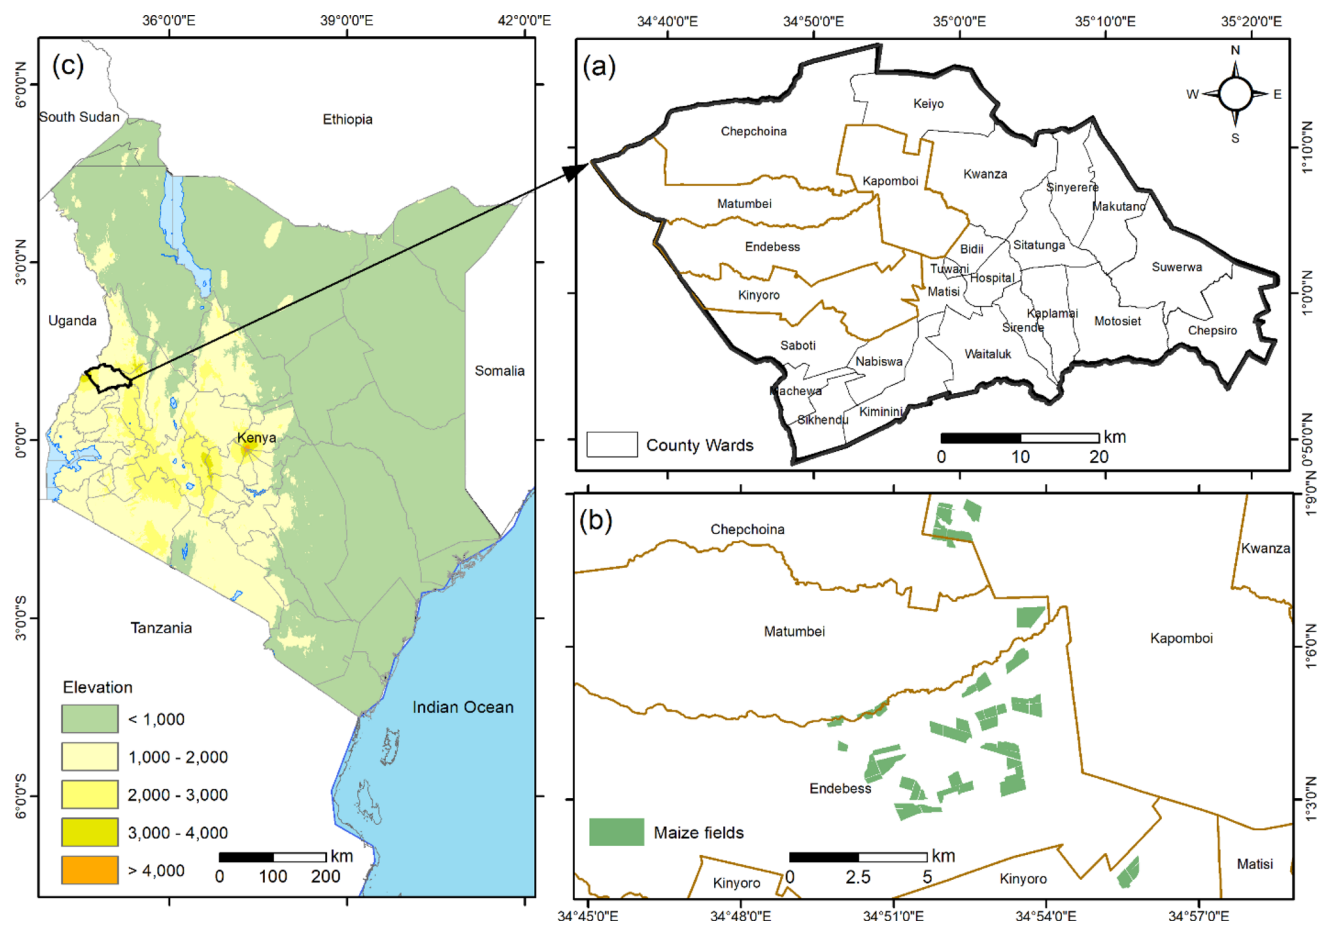 36°0'0"E
39°0'0"E
42°0'0"E
6°0'0"N
3°0'0"N
0°0'0"
3°0'0"S
6°0'0"S
(c)
South Sudan
Ethiopia
Uganda
Somalia
Kenya
Tanzania
Indian Ocean
Elevation
< 1,000
1,000 - 2,000
2,000 - 3,000
3,000 - 4,000
> 4,000
km
0 100 200
34°40'0"E
34°50'0"E
35°0'0"E
35°10'0"E
35°20'0"E
1°10'0"N
1°0'0"N
0°50'0"N
(a)
N
W E
S
Keiyo
Chepchoina
Kapomboi
Kwanza
Sinyerere
Makutano
Matumbei
Endebess
Bidii
Sitatunga
Tuwani
Hospital
Suwerwa
Kinyoro
Matisi
Kaplamai
Sirende
Motosiet
Chepsiro
Saboti
Nabiswa
Waitaluk
Machewa
Sikhendu
Kiminini
County Wards
km
0 10 20
(b)
Chepchoina
Kwanza
Matumbei
Kapomboi
Endebess
Maize fields
km
0 2.5 5
Kinyoro
Kinyoro
Matisi
1°9'0"N
1°6'0"N
1°3'0"N
34°45'0"E
34°48'0"E
34°51'0"E
34°54'0"E
34°57'0"E